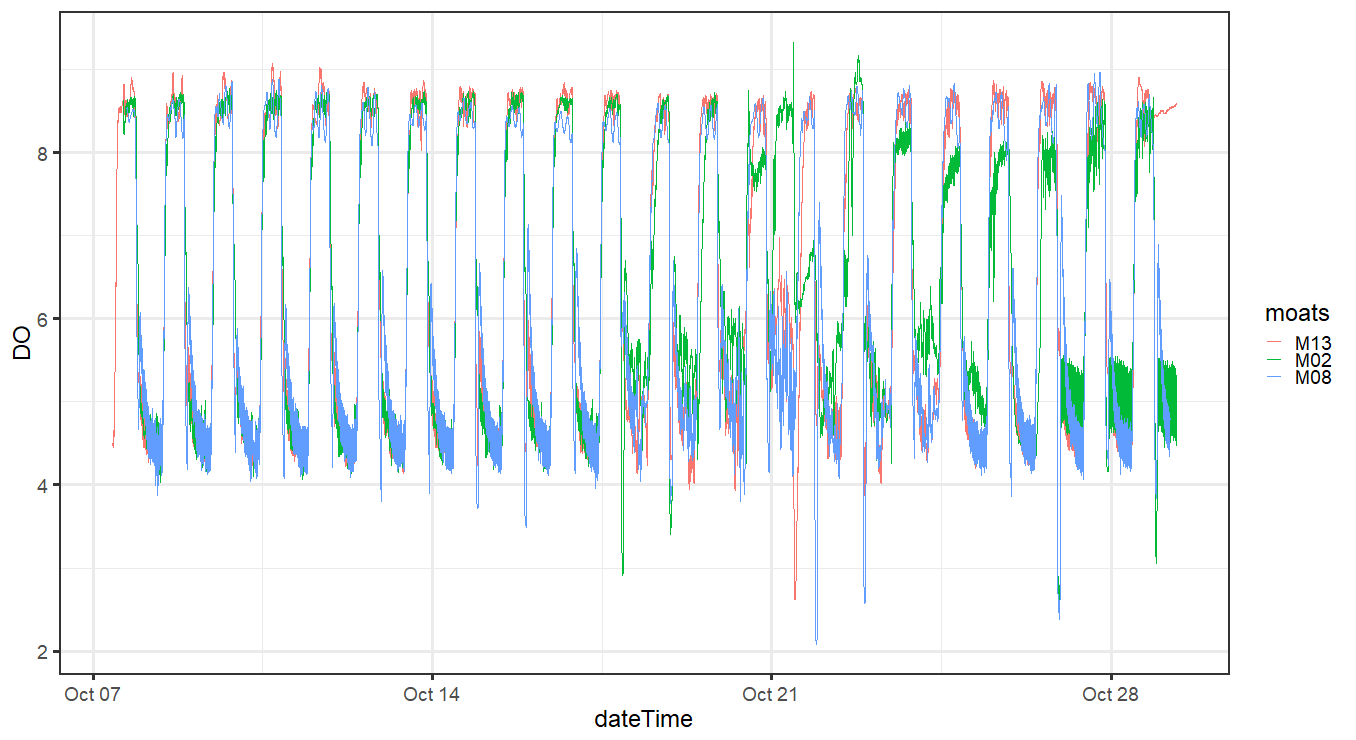 DO
8
6
4
2
Oct 07
Oct 14
Oct 21
Oct 28
dateTime
moats
M13
M02
M08